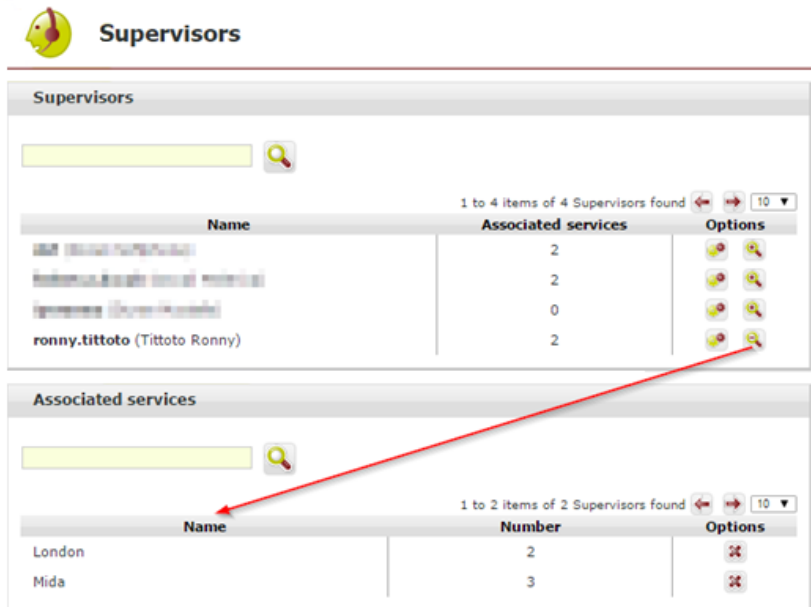 Supervisors
Supervisors
1 to 4 items of 4 Supervisors found 10
Name Associated services Options
2
2
0
ronny.tittoto (Tittoto Ronny) 2
Associated services
1 to 2 items of 2 Supervisors found 10
Name Number Options
London 2
Mida 3